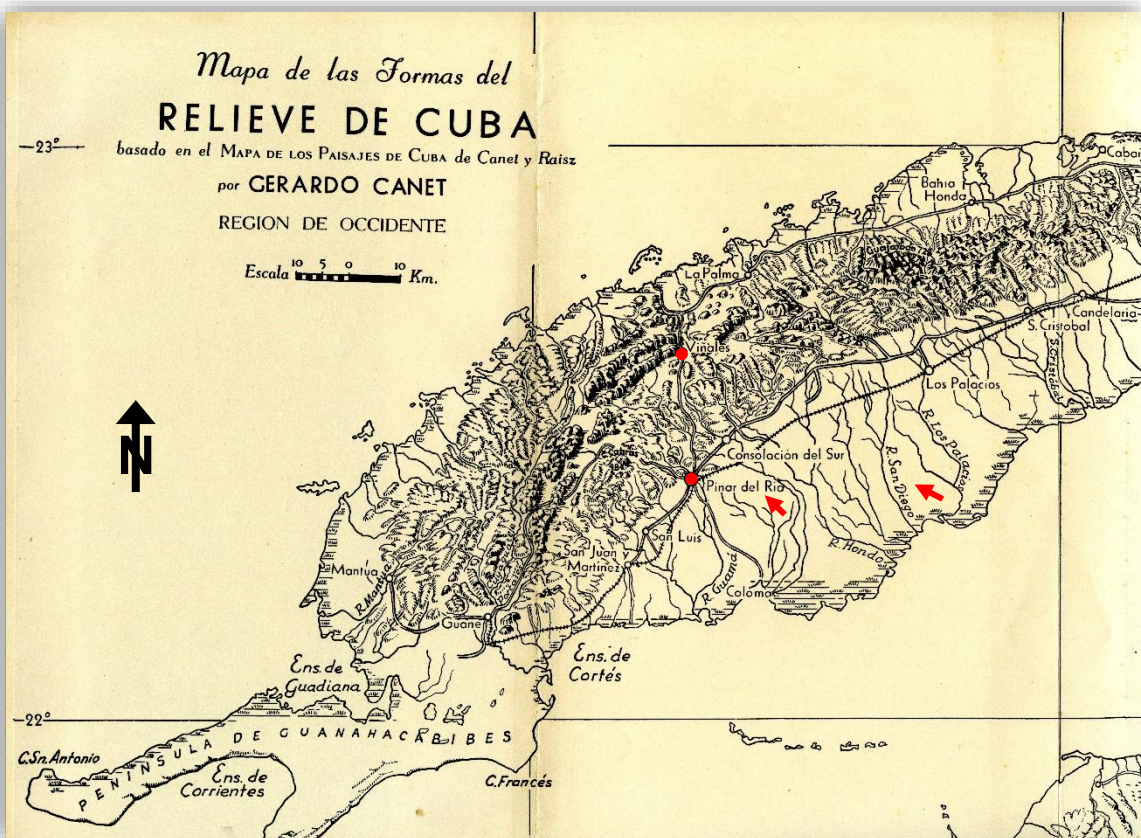 Mapa de las Formas del
RELIEVE DE CUBA
basado en el MAPA DE LOS PAISAJES DE CUBA de Canet y Raisz
por GERARDO CANET
REGION DE OCCIDENTE
Escala 10 5 0 10 Km.
23°
Bahia
Honda
La Palma
Viñales
S. Cristobal
Candelaria
S. Cristóbal
Los Palacios
R. Los Palacios
R. San Diego
Consolación del Sur
Pinar del Rio
N
San Luis
San Juan y
Martinez
R. Hondo
R. Guamá
Coloma
Mantua
Guane
Ens. de
Guadiana
Ens. de
Cortés
22°
PENINSULA DE GUANAHACABIBES
C. Sn. Antonio
Ens. de
Corrientes
C. Francés